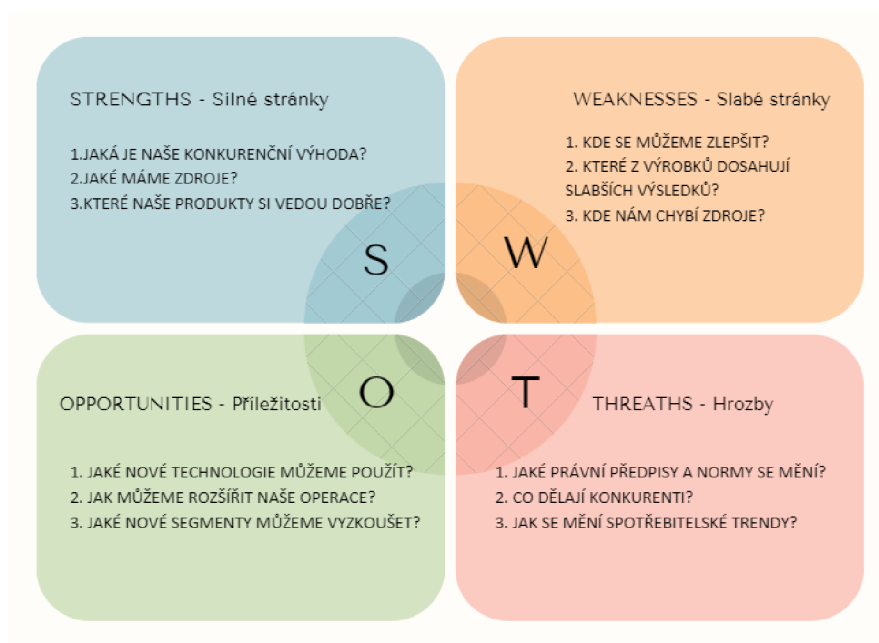 STRENGTHS - Silné stránky
1.JAKÁ JE NAŠE KONKURENČNÍ VÝHODA?
2.JAKÉ MÁME ZDROJE?
3.KTERÉ NAŠE PRODUKTY SI VEDOU DOBŘE?
S
WEAKNESSES - Slabé stránky
1. KDE SE MŮŽEME ZLEPŠIT?
2. KTERÉ Z VÝROBKŮ DOSAHUJÍ
SLABŠÍCH VÝSLEDKŮ?
3. KDE NÁM CHYBÍ ZDROJE?
W
OPPORTUNITIES - Příležitosti
O
1. JAKÉ NOVÉ TECHNOLOGIE MŮŽEME POUŽÍT?
2. JAK MŮŽEME ROZŠÍŘIT NAŠE OPERACE?
3. JAKÉ NOVÉ SEGMENTY MŮŽEME VYZKOUŠET?
T
THREATHS - Hrozby
1. JAKÉ PRÁVNÍ PŘEDPISY A NORMY SE MĚNÍ?
2. CO DĚLAJÍ KONKURENTI?
3. JAK SE MĚNÍ SPOTŘEBITELSKÉ TRENDY?